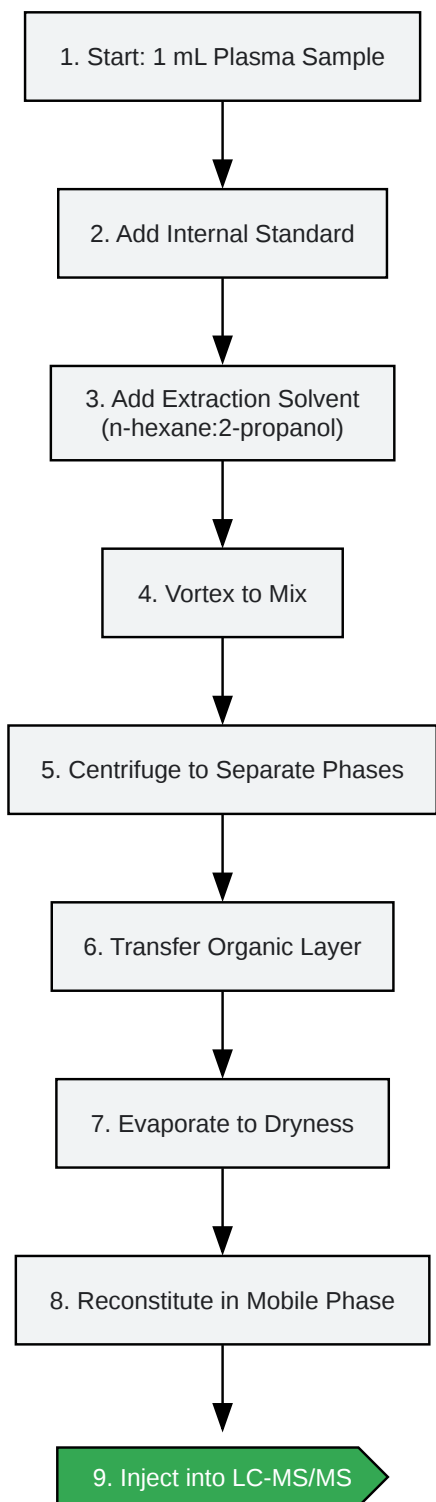 1. Start: 1 mL Plasma Sample
2. Add Internal Standard
3. Add Extraction Solvent
(n-hexane:2-propanol)
4. Vortex to Mix
5. Centrifuge to Separate Phases
6. Transfer Organic Layer
7. Evaporate to Dryness
8. Reconstitute in Mobile Phase
9. Inject into LC-MS/MS